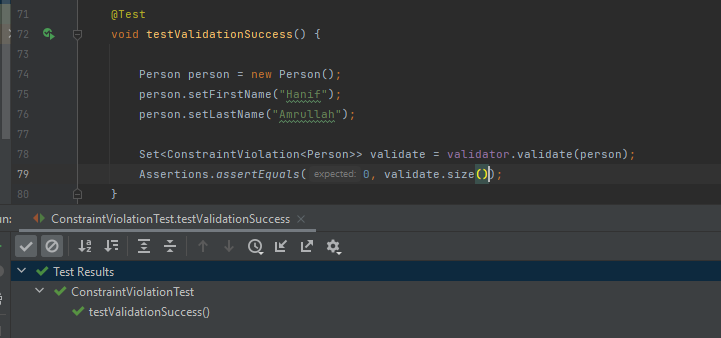 71 @Test
72 void testValidationSuccess() {
73
74 Person person = new Person();
75 person.setFirstName("Hanif");
76 person.setLastName("Amrullah");
77
78 Set<ConstraintViolation<Person>> validate = validator.validate(person);
79 Assertions.assertEquals( expected: 0, validate.size());
80 }
un: ConstraintViolationTest.testValidationSuccess ×
Test Results
ConstraintViolationTest
testValidationSuccess()